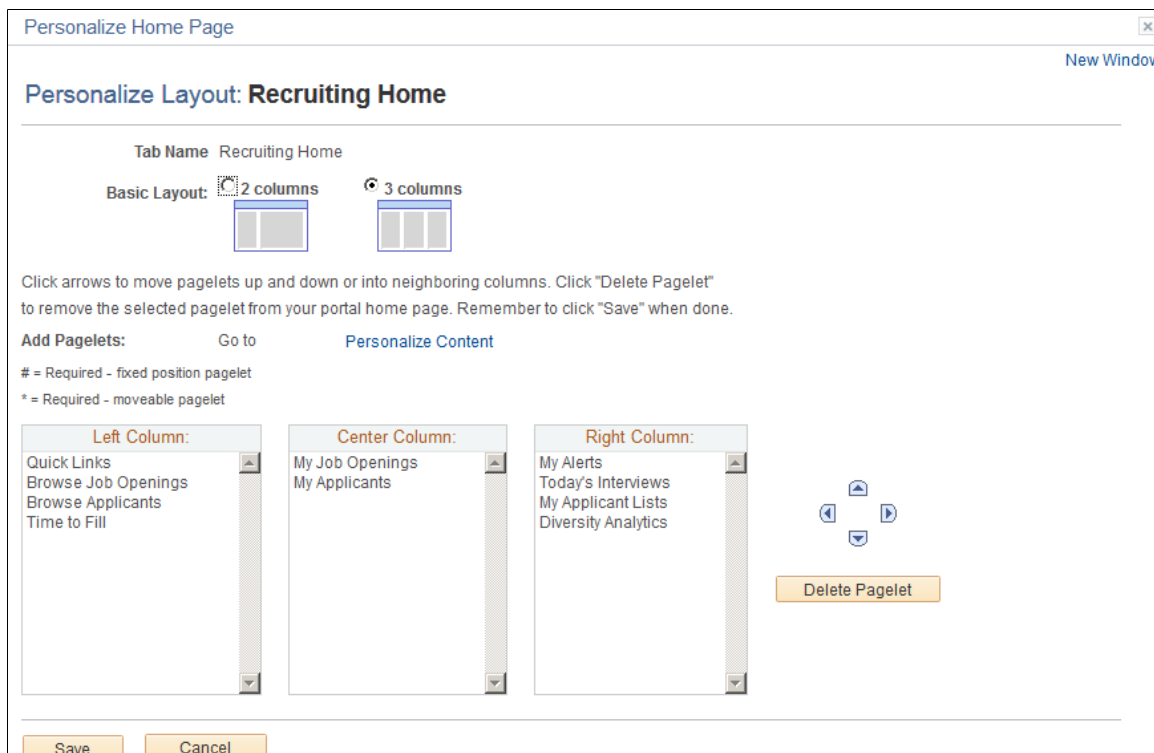 Personalize Home Page
New Window
Personalize Layout: Recruiting Home
Tab Name Recruiting Home
Basic Layout: 2 columns 3 columns
Click arrows to move pagelets up and down or into neighboring columns. Click "Delete Pagelet"
to remove the selected pagelet from your portal home page. Remember to click "Save" when done.
Add Pagelets: Go to Personalize Content
# = Required - fixed position pagelet
* = Required - moveable pagelet
Left Column:
Quick Links
Browse Job Openings
Browse Applicants
Time to Fill
Center Column:
My Job Openings
My Applicants
Right Column:
My Alerts
Today's Interviews
My Applicant Lists
Diversity Analytics
Delete Pagelet
Save Cancel